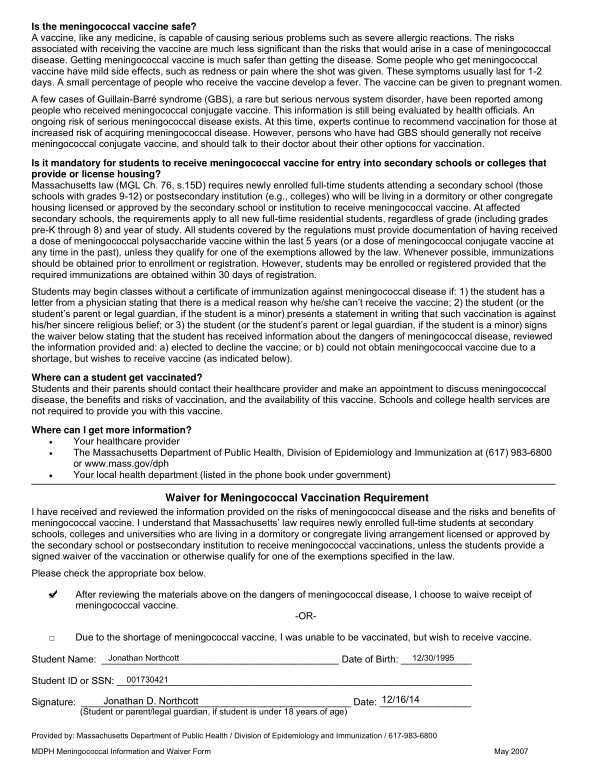 Is the meningococcal vaccine safe?
A vaccine, like any medicine, is capable of causing serious problems such as severe allergic reactions. The risks
associated with receiving the vaccine are much less significant than the risks that would arise in a case of meningococcal
disease. Getting meningococcal vaccine is much safer than getting the disease. Some people who get meningococcal
vaccine have mild side effects, such as redness or pain where the shot was given. These symptoms usually last for 1-2
days. A small percentage of people who receive the vaccine develop a fever. The vaccine can be given to pregnant women.
A few cases of Guillain-Barré syndrome (GBS), a rare but serious nervous system disorder, have been reported among
people who received meningococcal conjugate vaccine. This information is still being evaluated by health officials. An
ongoing risk of serious meningococcal disease exists. At this time, experts continue to recommend vaccination for those at
increased risk of acquiring meningococcal disease. However, persons who have had GBS should generally not receive
meningococcal vaccine, and should talk to their doctor about their other options for vaccination.
Is it mandatory for students to receive meningococcal vaccine for entry into secondary schools or colleges that
provide or license housing?
Massachusetts law (MGL Ch. 76, s.15D) requires newly enrolled full-time students attending a secondary school (those
schools with grades 9-12) or postsecondary institution (e.g., colleges) who will be living in a dormitory or other congregate
housing licensed or approved by the secondary school or institution to receive meningococcal vaccine. At affected
secondary schools, the requirements apply to all new full-time residential students, regardless of grade (including grades
pre-K through 8) and year of study. All students covered by the regulations must provide documentation of having received
a dose of meningococcal polysaccharide vaccine within the last 5 years (or a dose of meningococcal conjugate vaccine at
any time in the past), unless they qualify for one of the exemptions allowed by the law. Whenever possible, immunizations
should be obtained prior to enrollment or registration. However, students may be enrolled or registered provided that the
required immunizations are obtained within 30 days of registration.
Students may begin classes without a certificate of immunization against meningococcal disease if: 1) the student has a
letter from a physician stating that there is a medical reason why he/she can't receive the vaccine; 2) the student (or the
student's parent or legal guardian, if the student is a minor) presents a statement in writing that such vaccination is against
his/her sincere religious belief; or 3) the student (or the student's parent or legal guardian, if the student is a minor) signs
the waiver below stating that the student has received information about the dangers of meningococcal disease, reviewed
the information provided and: a) elected to decline the vaccine; or b) could not obtain meningococcal vaccine due to a
shortage, but wishes to receive vaccine (as indicated below).
Where can a student get vaccinated?
Students and their parents should contact their healthcare provider and make an appointment to discuss meningococcal
disease, the benefits and risks of vaccination, and the availability of this vaccine. Schools and college health services are
not required to provide you with this vaccine.
Where can I get more information?
• Your healthcare provider
• The Massachusetts Department of Public Health, Division of Epidemiology and Immunization at (617) 983-6800
or www.mass.gov/dph
• Your local health department (listed in the phone book under government)
Waiver for Meningococcal Vaccination Requirement
I have received and reviewed the information provided on the risks of meningococcal disease and the risks and benefits of
meningococcal vaccine. I understand that Massachusetts' law requires newly enrolled full-time students at secondary
schools, colleges and universities who are living in a dormitory or congregate living arrangement licensed or approved by
the secondary school or postsecondary institution to receive meningococcal vaccinations, unless the students provide a
signed waiver of the vaccination or otherwise qualify for one of the exemptions specified in the law.
Please check the appropriate box below.
After reviewing the materials above on the dangers of meningococcal disease, I choose to waive receipt of
meningococcal vaccine.
-OR-
Due to the shortage of meningococcal vaccine, I was unable to be vaccinated, but wish to receive vaccine.
Student Name: Jonathan Northcott Date of Birth: 12/30/1995
Student ID or SSN: 001730421
Signature: Jonathan D. Northcott Date: 12/16/14
(Student or parent/legal guardian, if student is under 18 years of age)
Provided by: Massachusetts Department of Public Health / Division of Epidemiology and Immunization / 617-983-6800
MDPH Meningococcal Information and Waiver Form May 2007